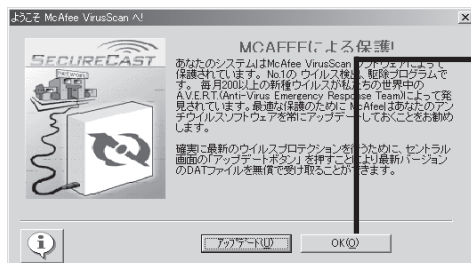 ようこそ McAfee VirusScan へ!
SECURECAST
Network
MCAFEEによる保護!
あなたのシステムはMcAfee VirusScan ソフトウェアによって
保護されています。No.1の ウイルス検出、駆除プログラムで
す。 毎月200以上の新種ウイルスが私たちの世界中の
A.V.E.R.T.(Anti-Virus Emergency Response Team)によって発
見されています。最適な保護のために McAfeeはあなたのアン
チウイルスソフトウェアを常にアップデートしておくことをお勧め
します。
確実に最新のウイルスプロテクションを行うために、セントラル
画面の「アップデートボタン」 を押すことにより最新バージョン
のDATファイルを無償で受け取ることができます。
アップデート(U)
OK(O)